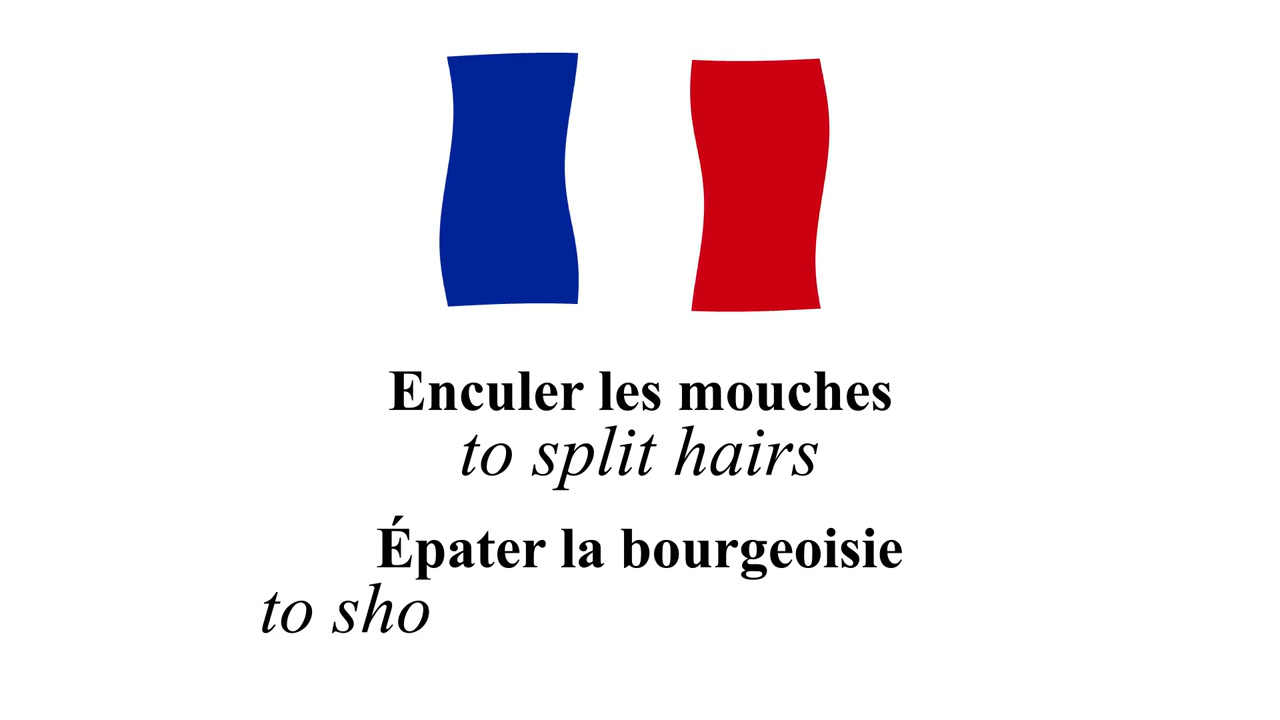 Enculer les mouches
to split hairs
Épater la bourgeoisie
to sho